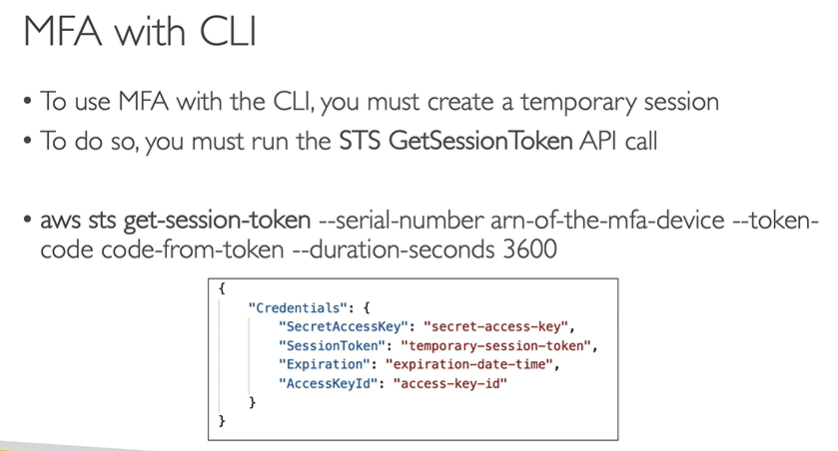 MFA with CLI
• To use MFA with the CLI, you must create a temporary session
• To do so, you must run the STS GetSessionToken API call
• aws sts get-session-token --serial-number arn-of-the-mfa-device --token-
code code-from-token --duration-seconds 3600
{
"Credentials": {
"SecretAccessKey": "secret-access-key",
"SessionToken": "temporary-session-token",
"Expiration": "expiration-date-time",
"AccessKeyId": "access-key-id"
}
}